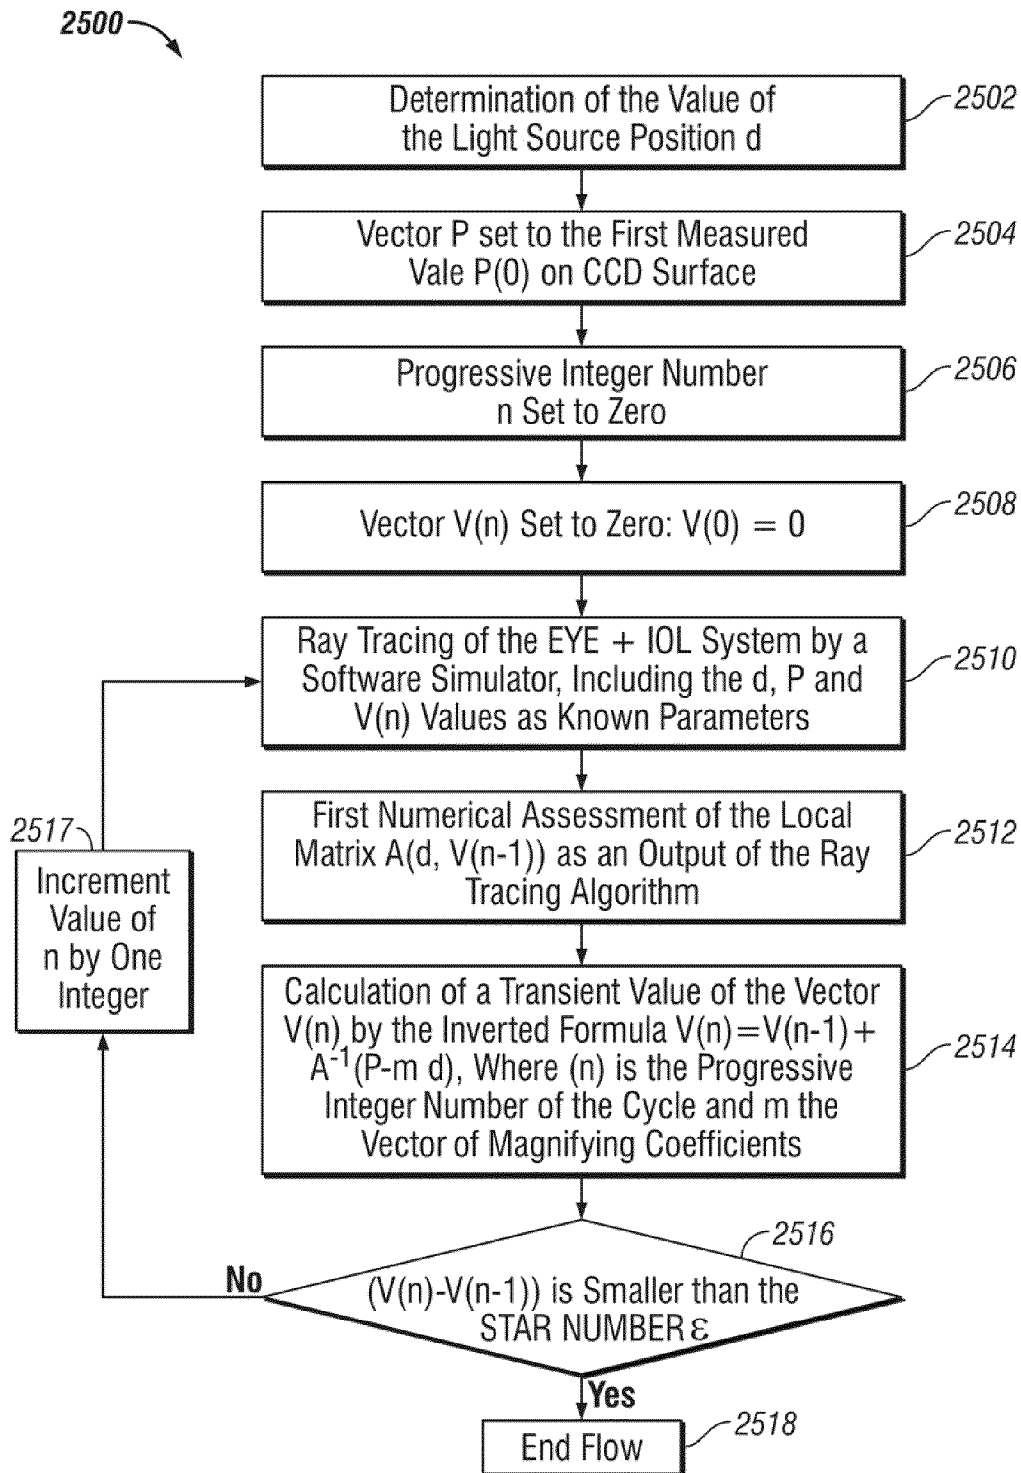 2500
Determination of the Value of
the Light Source Position d
2502
Vector P set to the First Measured
Vale P(0) on CCD Surface
2504
Progressive Integer Number
n Set to Zero
2506
Vector V(n) Set to Zero: V(0) = 0
2508
Ray Tracing of the EYE + IOL System by a
Software Simulator, Including the d, P and
V(n) Values as Known Parameters
2510
First Numerical Assessment of the Local
Matrix A(d, V(n-1)) as an Output of the Ray
Tracing Algorithm
2512
2517
Increment
Value of
n by One
Integer
Calculation of a Transient Value of the Vector
V(n) by the Inverted Formula V(n)=V(n-1)+
A⁻¹(P-m d), Where (n) is the Progressive
Integer Number of the Cycle and m the
Vector of Magnifying Coefficients
2514
2516
No
(V(n)-V(n-1)) is Smaller than the
STAR NUMBER ε
Yes
End Flow
2518